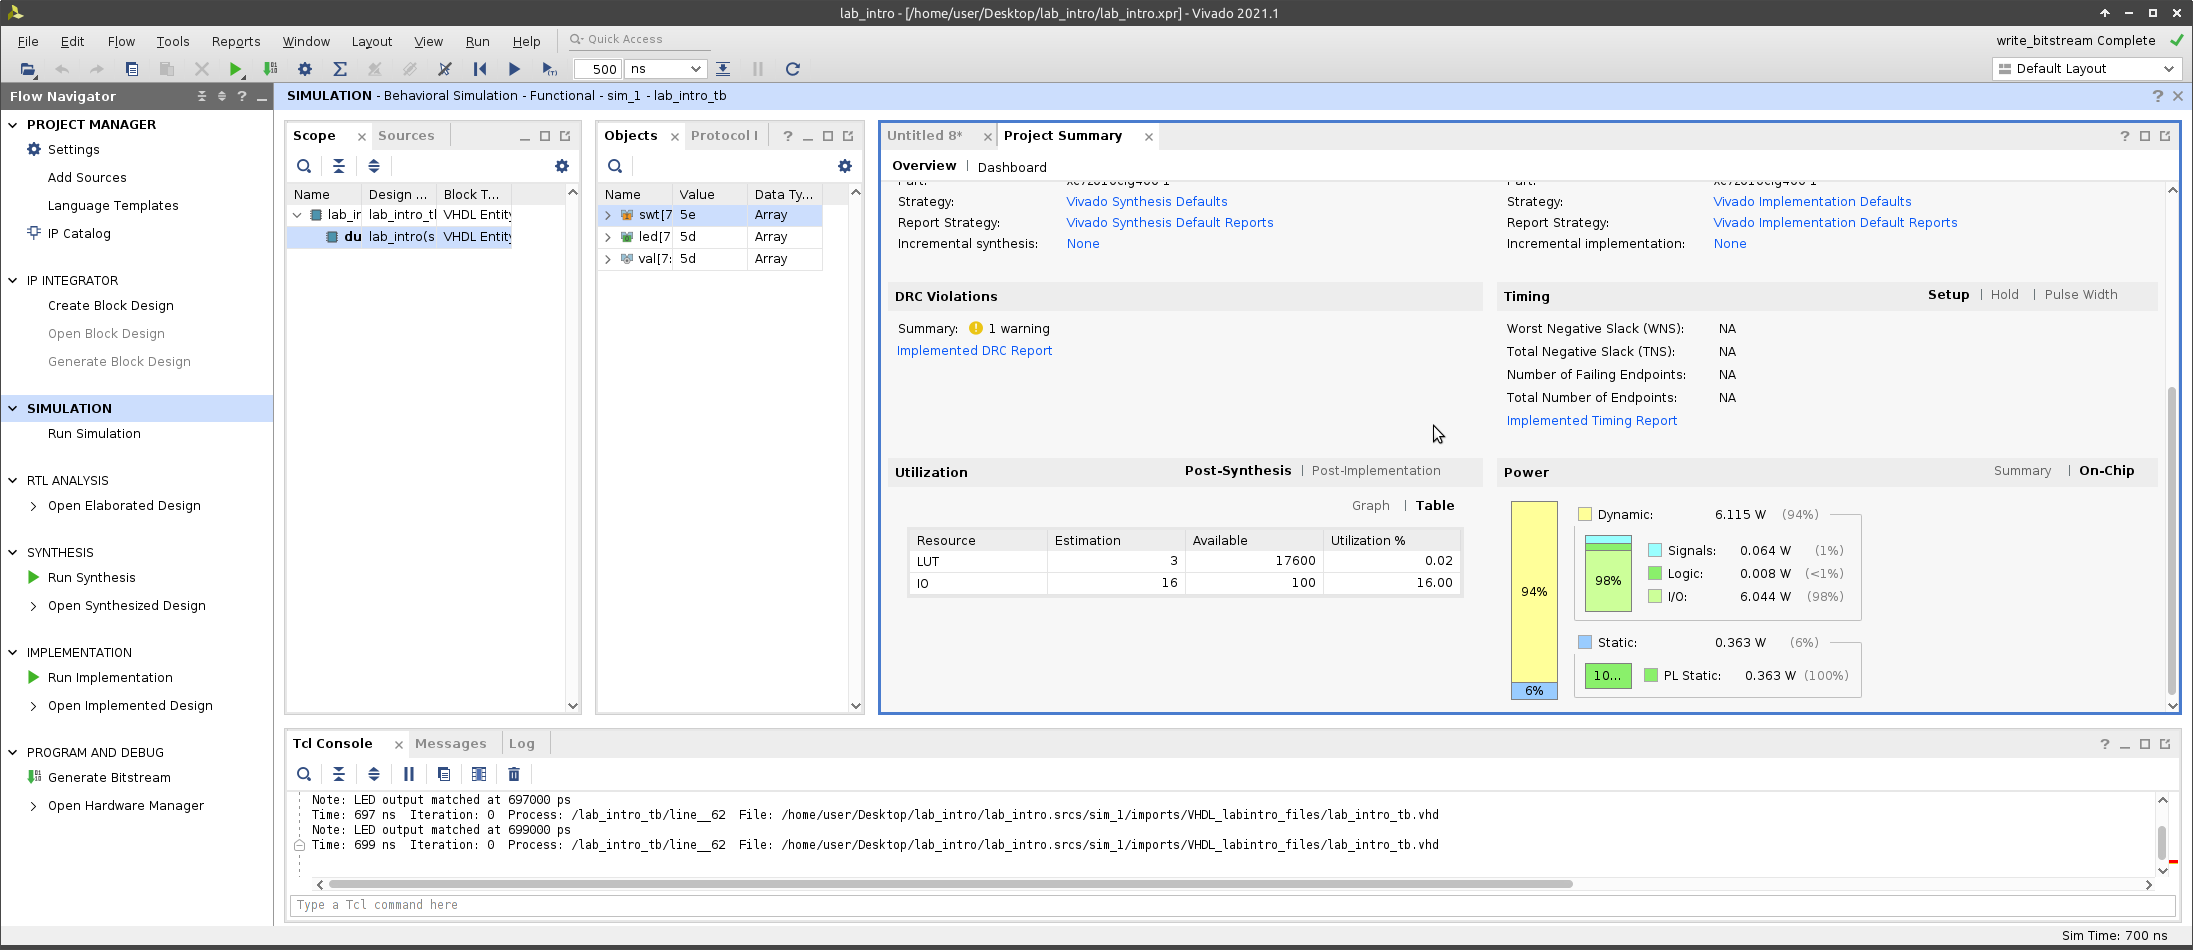 lab_intro - [/home/user/Desktop/lab_intro/lab_intro.xpr] - Vivado 2021.1
File Edit Flow Tools Reports Window Layout View Run Help Quick Access
write_bitstream Complete
500 ns
Default Layout
Flow Navigator
SIMULATION - Behavioral Simulation - Functional - sim_1 - lab_intro_tb
PROJECT MANAGER
Settings
Add Sources
Language Templates
IP Catalog
IP INTEGRATOR
Create Block Design
Open Block Design
Generate Block Design
SIMULATION
Run Simulation
RTL ANALYSIS
Open Elaborated Design
SYNTHESIS
Run Synthesis
Open Synthesized Design
IMPLEMENTATION
Run Implementation
Open Implemented Design
PROGRAM AND DEBUG
Generate Bitstream
Open Hardware Manager
Scope Sources
Name Design ... Block T...
lab_ir lab_intro_tl VHDL Entity
du lab_intro(s VHDL Entity
Objects Protocol I
Name Value Data Ty...
swt[7 5e Array
led[7 5d Array
val[7: 5d Array
Untitled 8* Project Summary
Overview | Dashboard
Strategy: Vivado Synthesis Defaults
Report Strategy: Vivado Synthesis Default Reports
Incremental synthesis: None
Strategy: Vivado Implementation Defaults
Report Strategy: Vivado Implementation Default Reports
Incremental implementation: None
DRC Violations
Summary: 1 warning
Implemented DRC Report
Timing Setup | Hold | Pulse Width
Worst Negative Slack (WNS): NA
Total Negative Slack (TNS): NA
Number of Failing Endpoints: NA
Total Number of Endpoints: NA
Implemented Timing Report
Utilization Post-Synthesis | Post-Implementation
Graph | Table
Resource Estimation Available Utilization %
LUT 3 17600 0.02
IO 16 100 16.00
Power Summary | On-Chip
94%
6%
Dynamic: 6.115 W (94%)
98%
Signals: 0.064 W (1%)
Logic: 0.008 W (<1%)
I/O: 6.044 W (98%)
Static: 0.363 W (6%)
10...
PL Static: 0.363 W (100%)
Tcl Console Messages Log
Note: LED output matched at 697000 ps
Time: 697 ns Iteration: 0 Process: /lab_intro_tb/line__62 File: /home/user/Desktop/lab_intro/lab_intro.srcs/sim_1/imports/VHDL_labintro_files/lab_intro_tb.vhd
Note: LED output matched at 699000 ps
Time: 699 ns Iteration: 0 Process: /lab_intro_tb/line__62 File: /home/user/Desktop/lab_intro/lab_intro.srcs/sim_1/imports/VHDL_labintro_files/lab_intro_tb.vhd
Type a Tcl command here
Sim Time: 700 ns